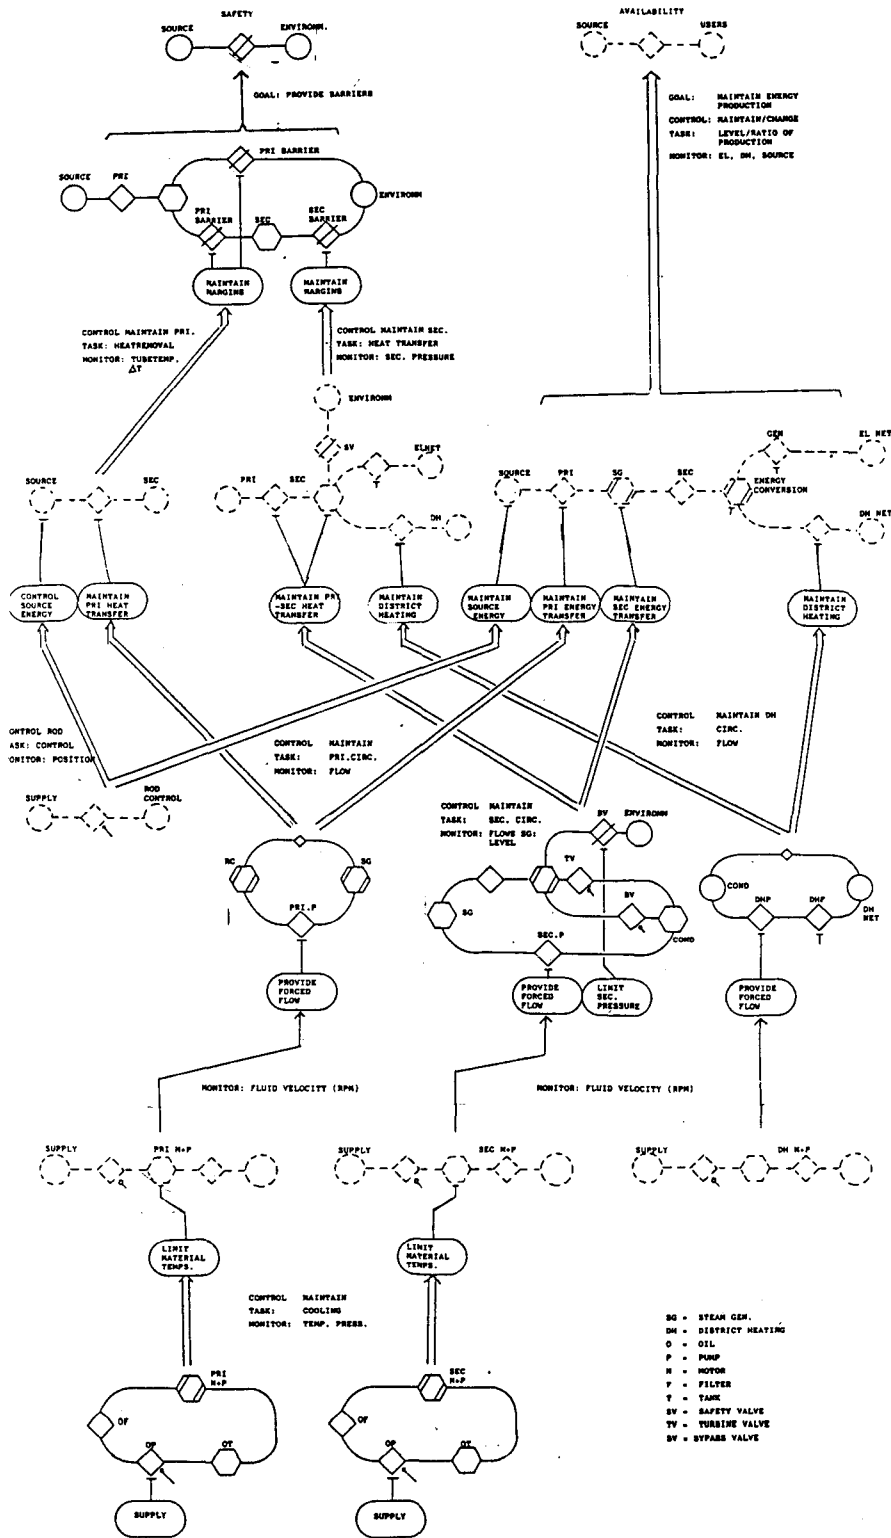 SAFETY
SOURCE
ENVIRONM.
AVAILABILITY
SOURCE
USERS
GOAL: PROVIDE BARRIERS
GOAL: MAINTAIN ENERGY
PRODUCTION
CONTROL: MAINTAIN/CHANGE
TASK: LEVEL/RATIO OF
PRODUCTION
MONITOR: EL, DH, SOURCE
PRI BARRIER
SOURCE
PRI
ENVIRONM
PRI
BARRIER
SEC
SEC
BARRIER
MAINTAIN
MARGINS
MAINTAIN
MARGINS
CONTROL MAINTAIN PRI.
TASK: HEATREMOVAL
MONITOR: TUBETEMP.
ΔT
CONTROL MAINTAIN SEC.
TASK: HEAT TRANSFER
MONITOR: SEC. PRESSURE
ENVIRONM
SV
SOURCE
SEC
PRI
SEC
ELNET
T
DH
SOURCE
PRI
SG
SEC
GEN
T
EL NET
ENERGY
CONVERSION
T
DH NET
CONTROL
SOURCE
ENERGY
MAINTAIN
PRI HEAT
TRANSFER
MAINTAIN PRI
-SEC HEAT
TRANSFER
MAINTAIN
DISTRICT
HEATING
MAINTAIN
SOURCE
ENERGY
MAINTAIN
PRI ENERGY
TRANSFER
MAINTAIN
SEC ENERGY
TRANSFER
MAINTAIN
DISTRICT
HEATING
ONTROL ROD
ASK: CONTROL
ONITOR: POSITION
CONTROL MAINTAIN
TASK: PRI.CIRC.
MONITOR: FLOW
CONTROL MAINTAIN DH
TASK: CIRC.
MONITOR: FLOW
SUPPLY
ROD
CONTROL
CONTROL MAINTAIN
TASK: SEC. CIRC.
MONITOR: FLOWS SG:
LEVEL
BV
ENVIRONM
RC
SG
PRI.P
TV
SG
BV
SEC.P
COND
COND
DHP
DHF
T
DH
NET
PROVIDE
FORCED
FLOW
PROVIDE
FORCED
FLOW
LIMIT
SEC.
PRESSURE
PROVIDE
FORCED
FLOW
MONITOR: FLUID VELOCITY (RPM)
MONITOR: FLUID VELOCITY (RPM)
SUPPLY
PRI M+P
SUPPLY
SEC M+P
SUPPLY
DH M+P
LIMIT
MATERIAL
TEMPS.
LIMIT
MATERIAL
TEMPS.
CONTROL MAINTAIN
TASK: COOLING
MONITOR: TEMP. PRESS.
PRI
M+P
OF
OP
OT
SUPPLY
SEC
M+P
OF
OP
OT
SUPPLY
SG = STEAM GEN.
DH = DISTRICT HEATING
O = OIL
P = PUMP
M = MOTOR
F = FILTER
T = TANK
SV = SAFETY VALVE
TV = TURBINE VALVE
BV = BYPASS VALVE